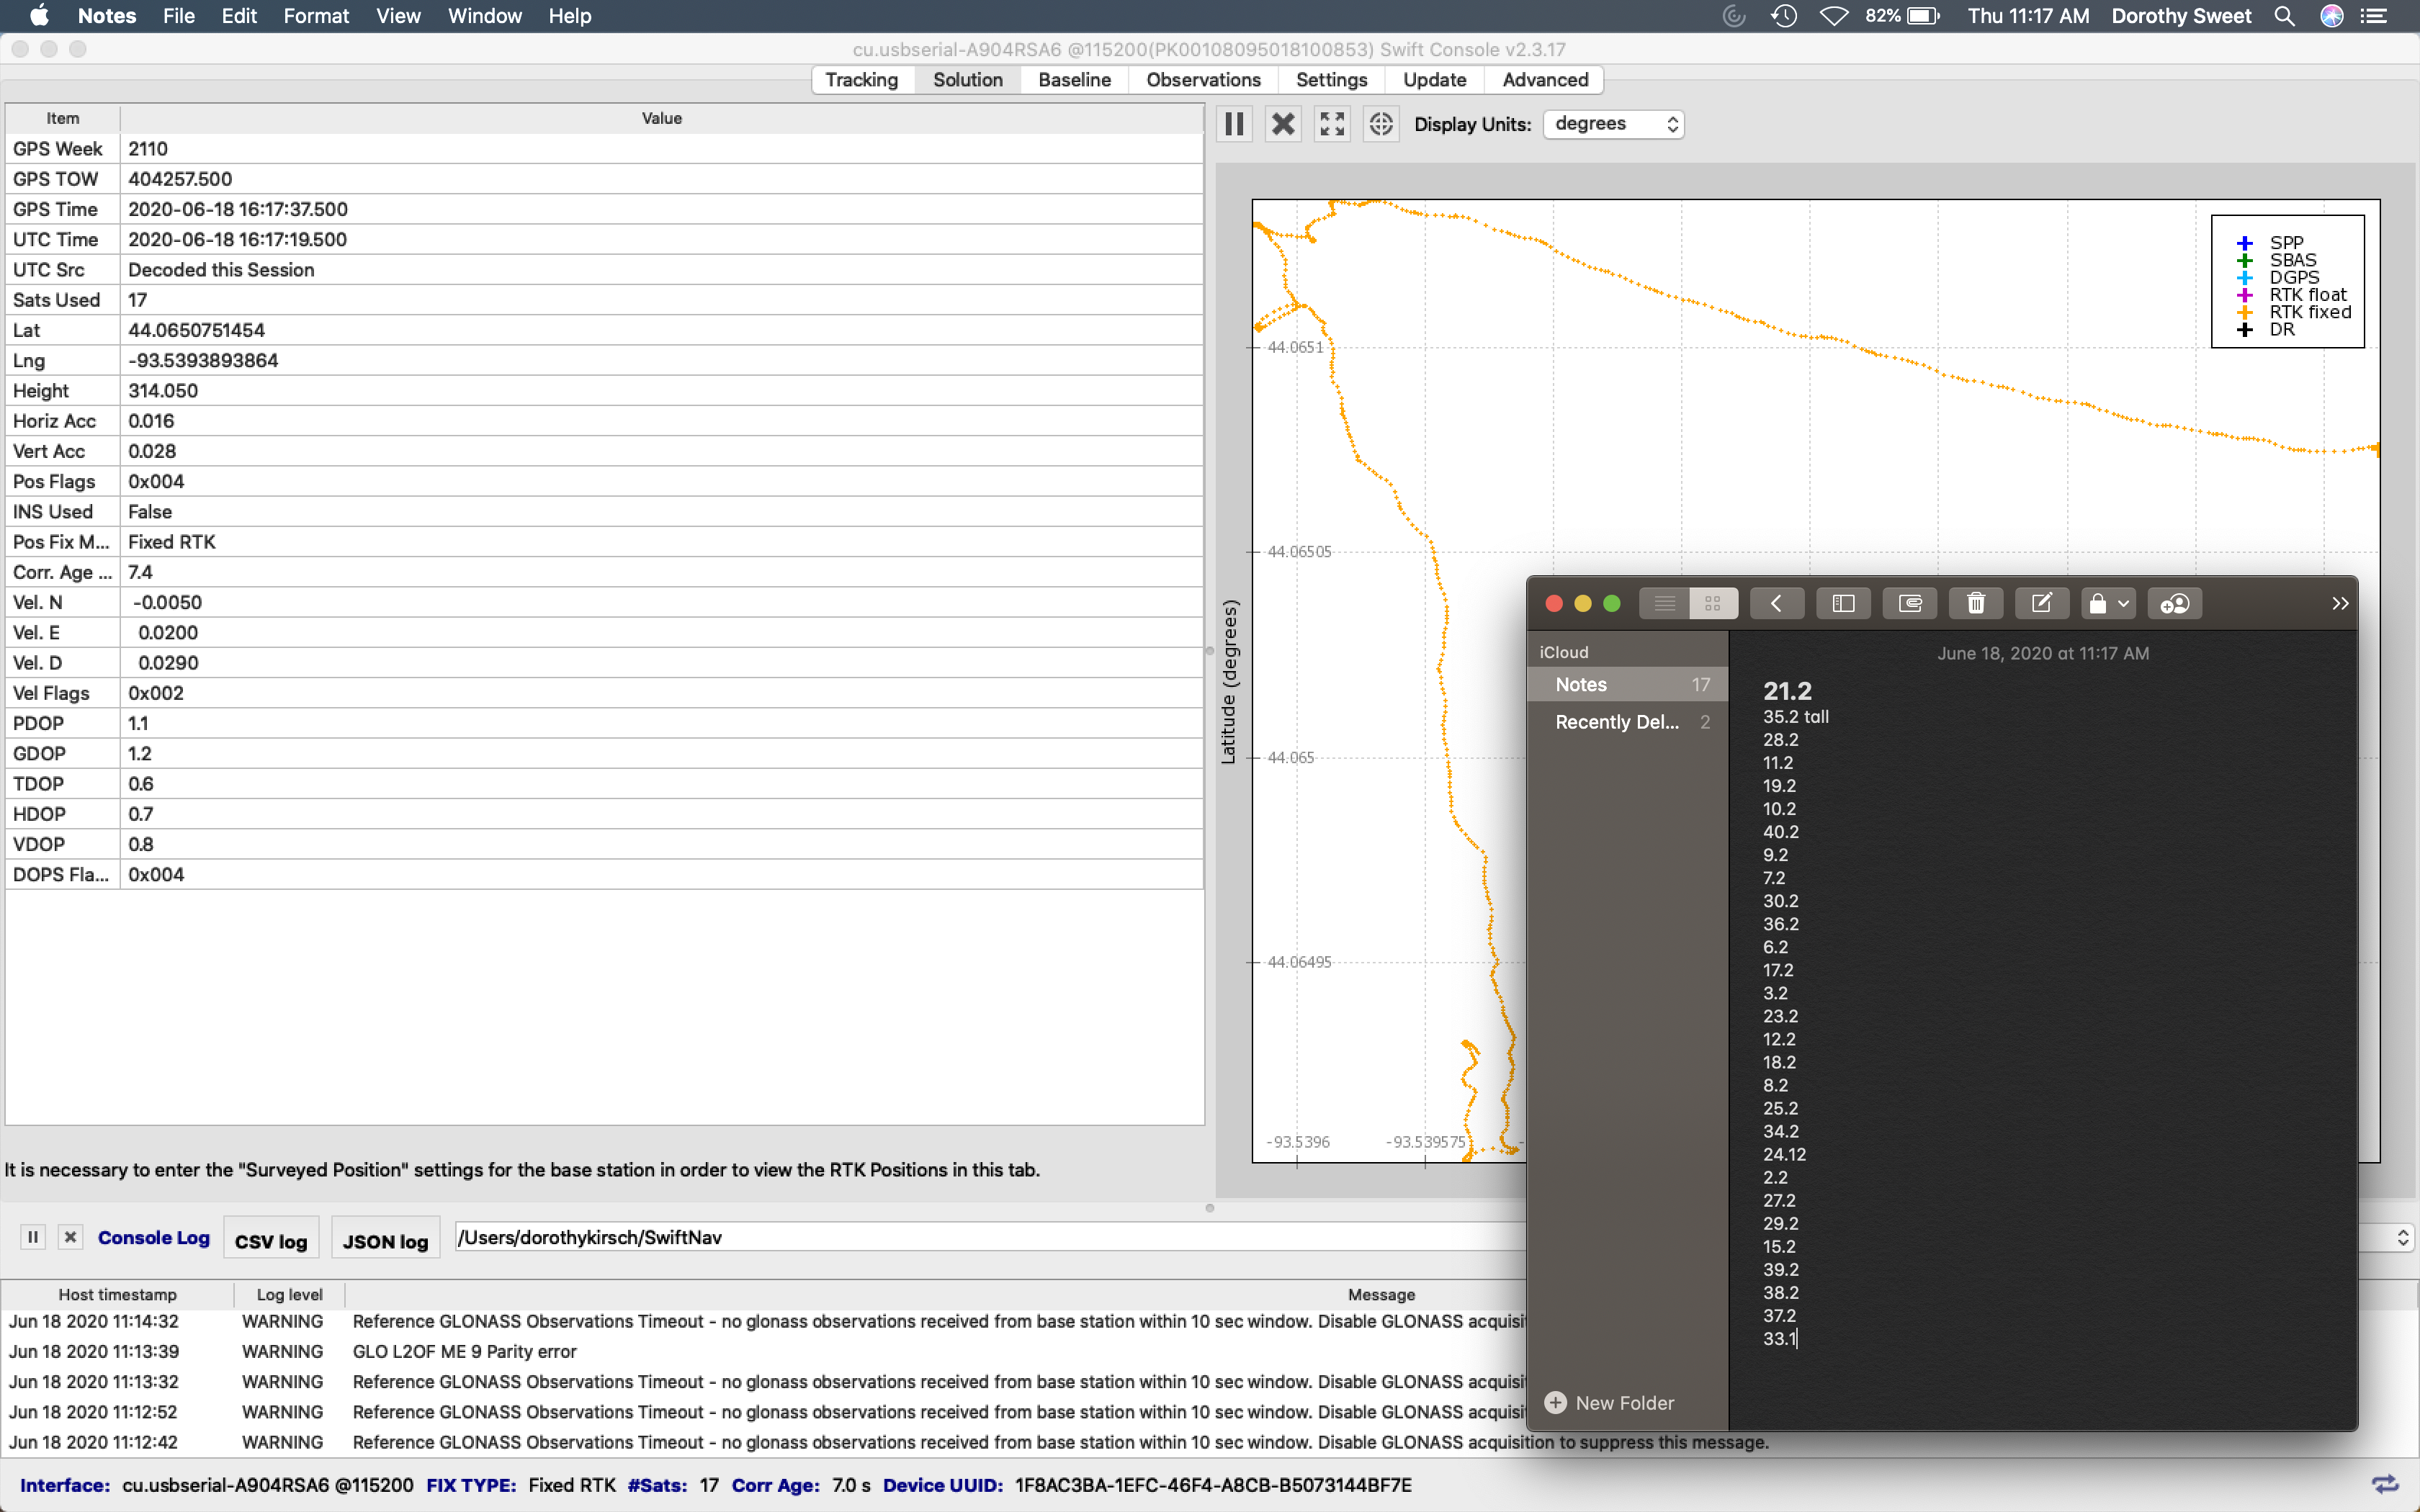 Notes File Edit Format View Window Help 82% Thu 11:17 AM Dorothy Sweet
cu.usbserial-A904RSA6 @115200(PK00108095018100853) Swift Console v2.3.17
Tracking Solution Baseline Observations Settings Update Advanced
Item Value
GPS Week 2110
GPS TOW 404257.500
GPS Time 2020-06-18 16:17:37.500
UTC Time 2020-06-18 16:17:19.500
UTC Src Decoded this Session
Sats Used 17
Lat 44.0650751454
Lng -93.5393893864
Height 314.050
Horiz Acc 0.016
Vert Acc 0.028
Pos Flags 0x004
INS Used False
Pos Fix M... Fixed RTK
Corr. Age ... 7.4
Vel. N -0.0050
Vel. E 0.0200
Vel. D 0.0290
Vel Flags 0x002
PDOP 1.1
GDOP 1.2
TDOP 0.6
HDOP 0.7
VDOP 0.8
DOPS Fla... 0x004
It is necessary to enter the "Surveyed Position" settings for the base station in order to view the RTK Positions in this tab.
Display Units: degrees
SPP
SBAS
DGPS
RTK float
RTK fixed
DR
Latitude (degrees)
44.0651
44.06505
44.065
44.06495
-93.5396 -93.539575 -
iCloud
Notes 17
Recently Del... 2
New Folder
June 18, 2020 at 11:17 AM
21.2
35.2 tall
28.2
11.2
19.2
10.2
40.2
9.2
7.2
30.2
36.2
6.2
17.2
3.2
23.2
12.2
18.2
8.2
25.2
34.2
24.12
2.2
27.2
29.2
15.2
39.2
38.2
37.2
33.1
Console Log CSV log JSON log /Users/dorothykirsch/SwiftNav
Host timestamp Log level Message
Jun 18 2020 11:14:32 WARNING Reference GLONASS Observations Timeout - no glonass observations received from base station within 10 sec window. Disable GLONASS acquisi
Jun 18 2020 11:13:39 WARNING GLO L2OF ME 9 Parity error
Jun 18 2020 11:13:32 WARNING Reference GLONASS Observations Timeout - no glonass observations received from base station within 10 sec window. Disable GLONASS acquisi
Jun 18 2020 11:12:52 WARNING Reference GLONASS Observations Timeout - no glonass observations received from base station within 10 sec window. Disable GLONASS acquisi
Jun 18 2020 11:12:42 WARNING Reference GLONASS Observations Timeout - no glonass observations received from base station within 10 sec window. Disable GLONASS acquisition to suppress this message.
Interface: cu.usbserial-A904RSA6 @115200 FIX TYPE: Fixed RTK #Sats: 17 Corr Age: 7.0 s Device UUID: 1F8AC3BA-1EFC-46F4-A8CB-B5073144BF7E